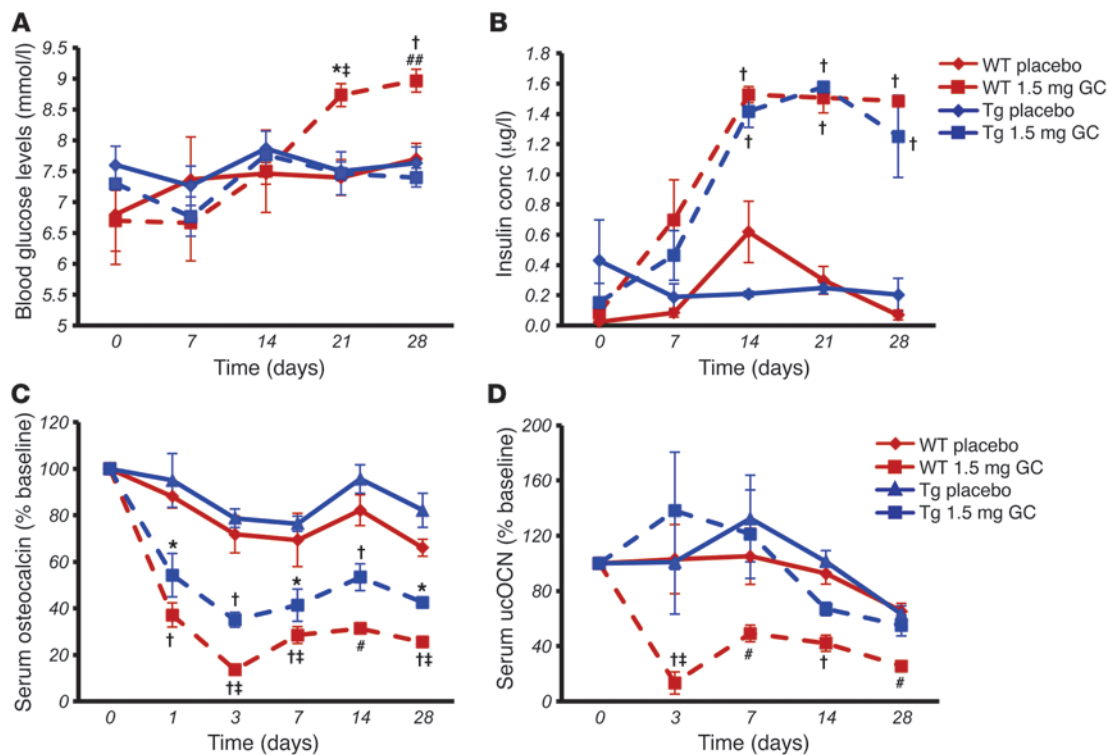 A
Blood glucose levels (mmol/l)
9.5
9
8.5
8
7.5
7
6.5
6
5.5
5
*‡
†
##
0 7 14 21 28
Time (days)
B
Insulin conc (µg/l)
1.8
1.6
1.4
1.2
1.0
0.8
0.6
0.4
0.2
0.0
† † †
† † †
0 7 14 21 28
Time (days)
WT placebo
WT 1.5 mg GC
Tg placebo
Tg 1.5 mg GC
C
Serum osteocalcin (% baseline)
120
100
80
60
40
20
0
* † * † *
† †‡ †‡ # †‡
0 1 3 7 14 28
Time (days)
D
Serum ucOCN (% baseline)
200
160
120
80
40
0
†‡ # † #
0 3 7 14 28
Time (days)
WT placebo
WT 1.5 mg GC
Tg placebo
Tg 1.5 mg GC